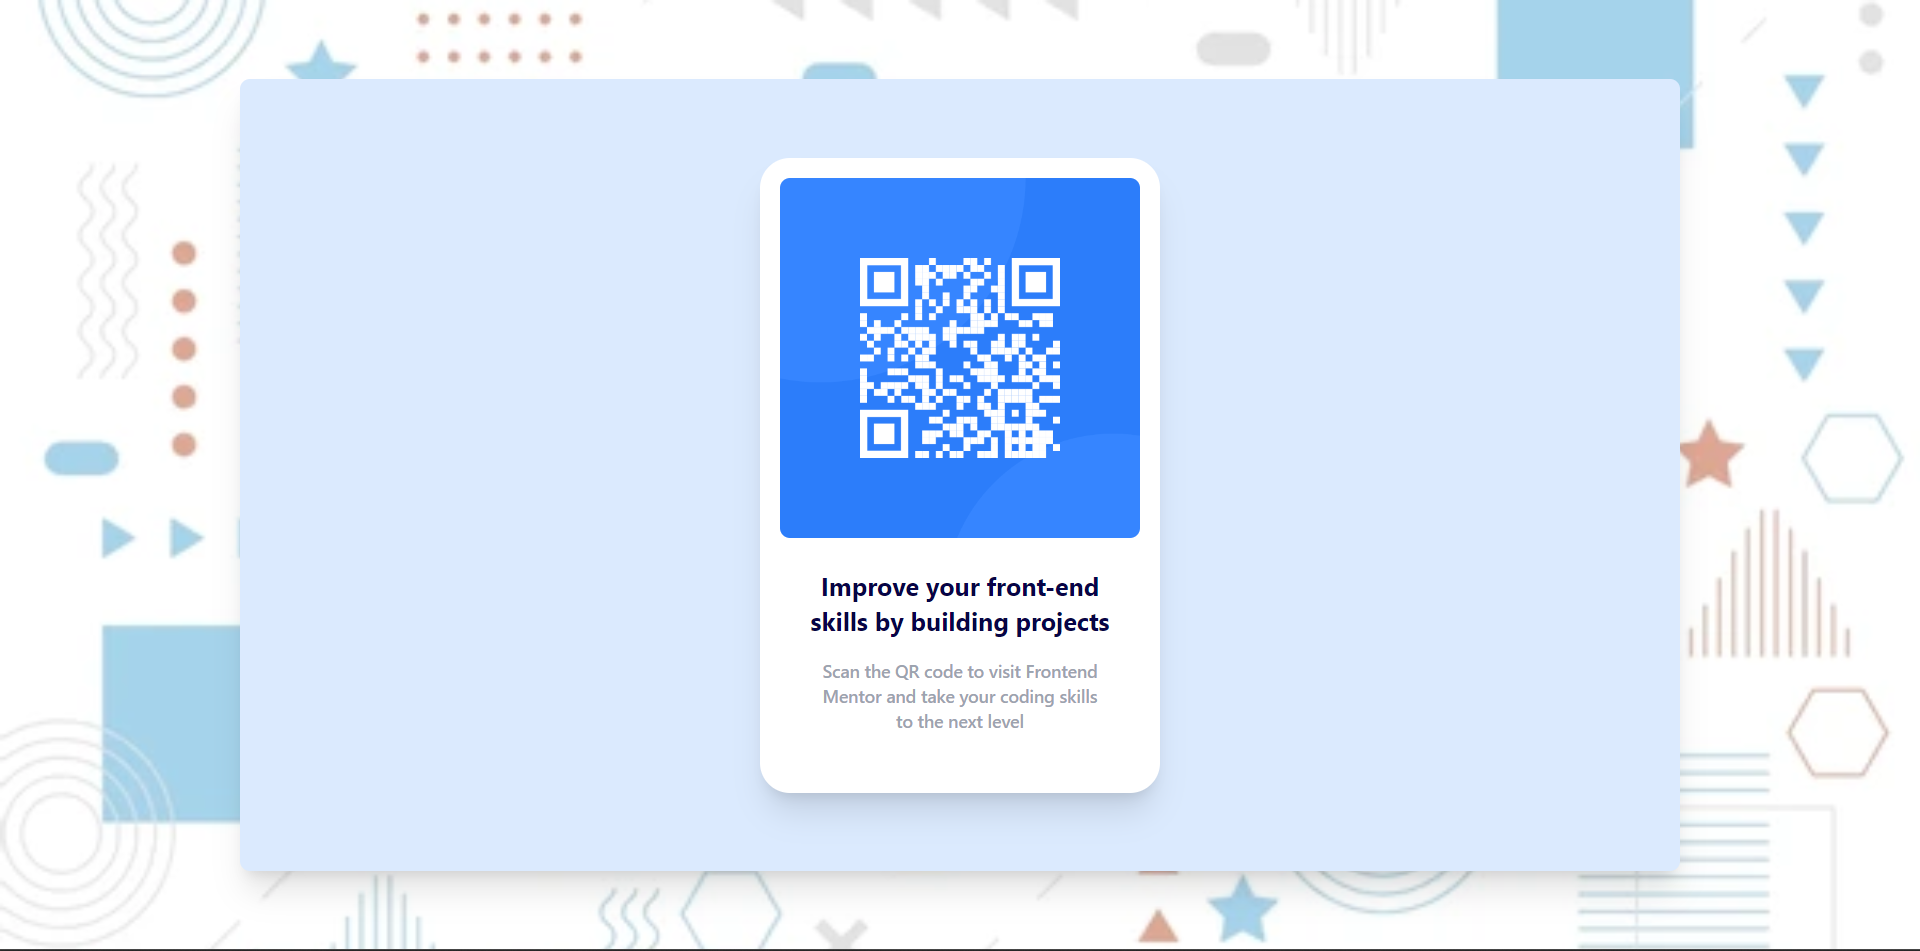 Improve your front-end
skills by building projects
Scan the QR code to visit Frontend
Mentor and take your coding skills
to the next level